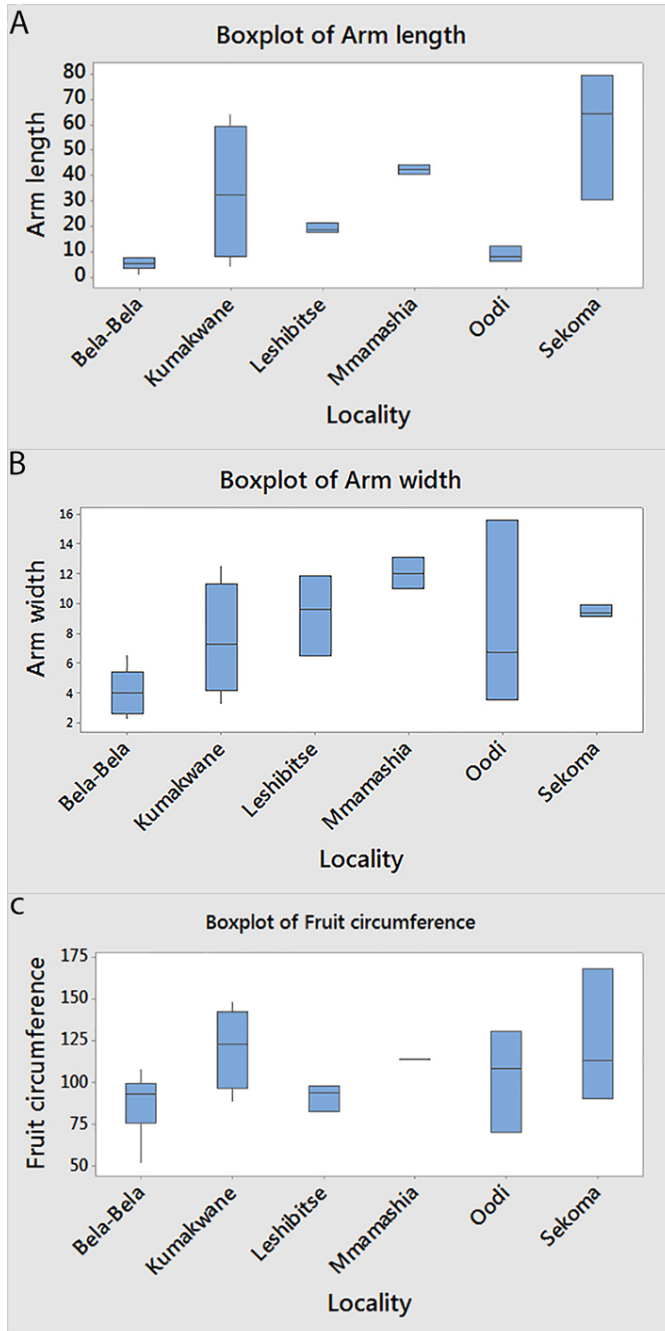 A
Boxplot of Arm length
80
70
60
50
40
30
20
10
0
Arm length
Bela-Bela
Kumakwane
Leshibitse
Mmamashia
Oodi
Sekoma
Locality
B
Boxplot of Arm width
16
14
12
10
8
6
4
2
Arm width
Bela-Bela
Kumakwane
Leshibitse
Mmamashia
Oodi
Sekoma
Locality
C
Boxplot of Fruit circumference
175
150
125
100
75
50
Fruit circumference
Bela-Bela
Kumakwane
Leshibitse
Mmamashia
Oodi
Sekoma
Locality